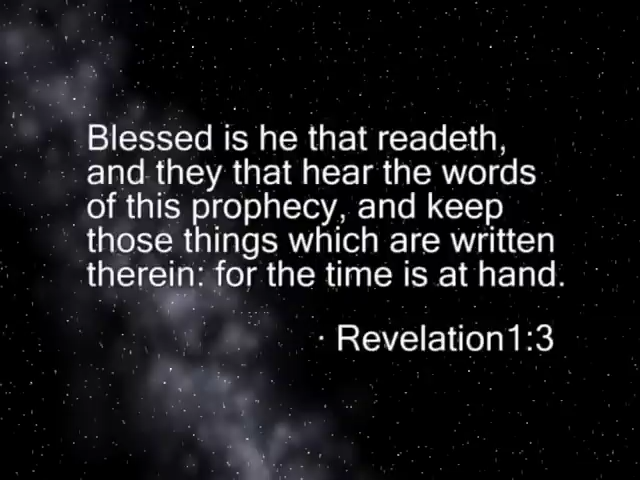 Blessed is he that readeth,
and they that hear the words
of this prophecy, and keep
those things which are written
therein: for the time is at hand.
· Revelation1:3